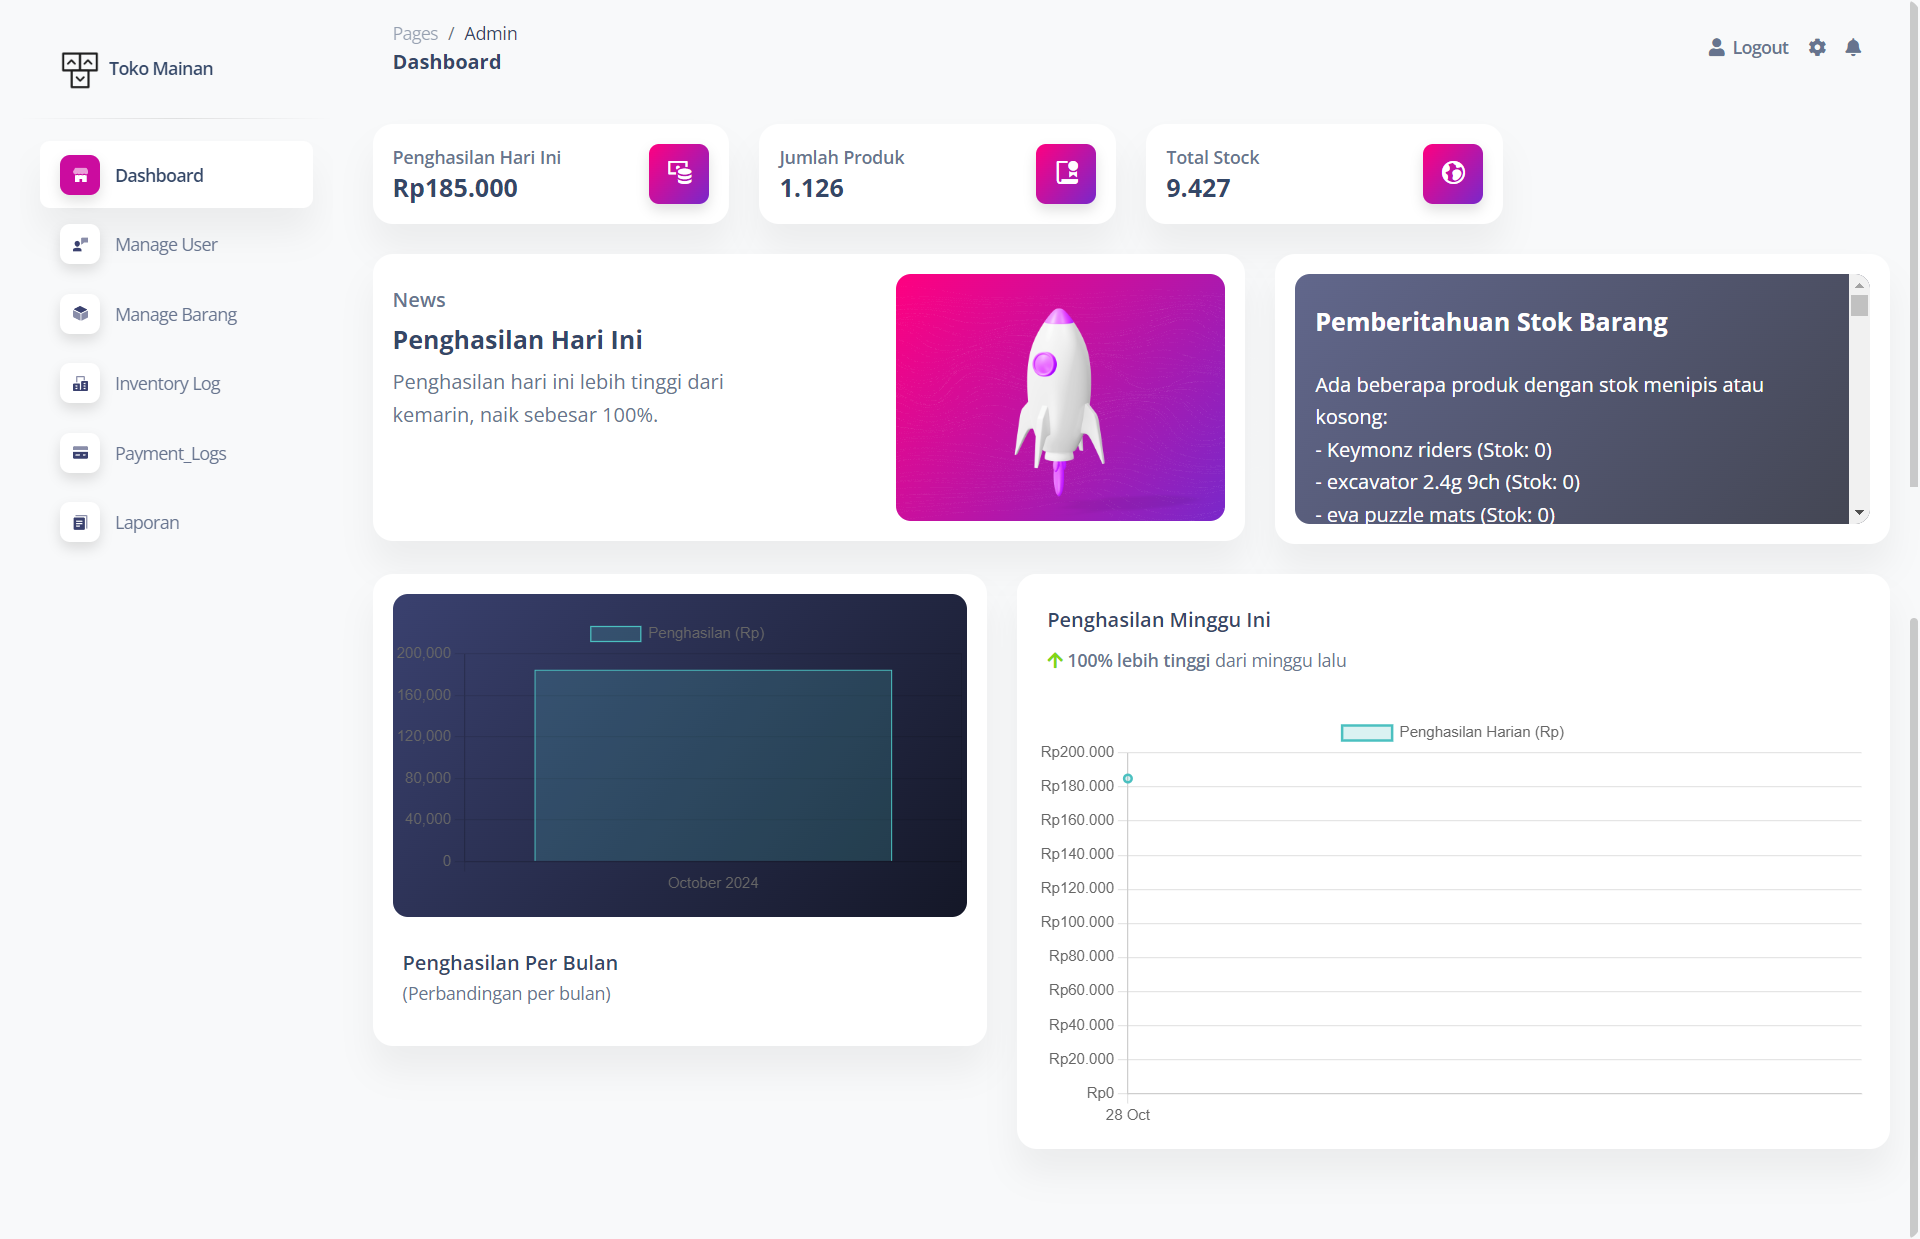 Toko Mainan
Dashboard
Manage User
Manage Barang
Inventory Log
Payment_Logs
Laporan
Pages / Admin
Dashboard
Logout
Penghasilan Hari Ini
Rp185.000
Jumlah Produk
1.126
Total Stock
9.427
News
Penghasilan Hari Ini
Penghasilan hari ini lebih tinggi dari
kemarin, naik sebesar 100%.
Pemberitahuan Stok Barang
Ada beberapa produk dengan stok menipis atau
kosong:
- Keymonz riders (Stok: 0)
- excavator 2.4g 9ch (Stok: 0)
- eva puzzle mats (Stok: 0)
Penghasilan (Rp)
200,000
160,000
120,000
80,000
40,000
0
October 2024
Penghasilan Per Bulan
(Perbandingan per bulan)
Penghasilan Minggu Ini
100% lebih tinggi dari minggu lalu
Penghasilan Harian (Rp)
Rp200.000
Rp180.000
Rp160.000
Rp140.000
Rp120.000
Rp100.000
Rp80.000
Rp60.000
Rp40.000
Rp20.000
Rp0
28 Oct